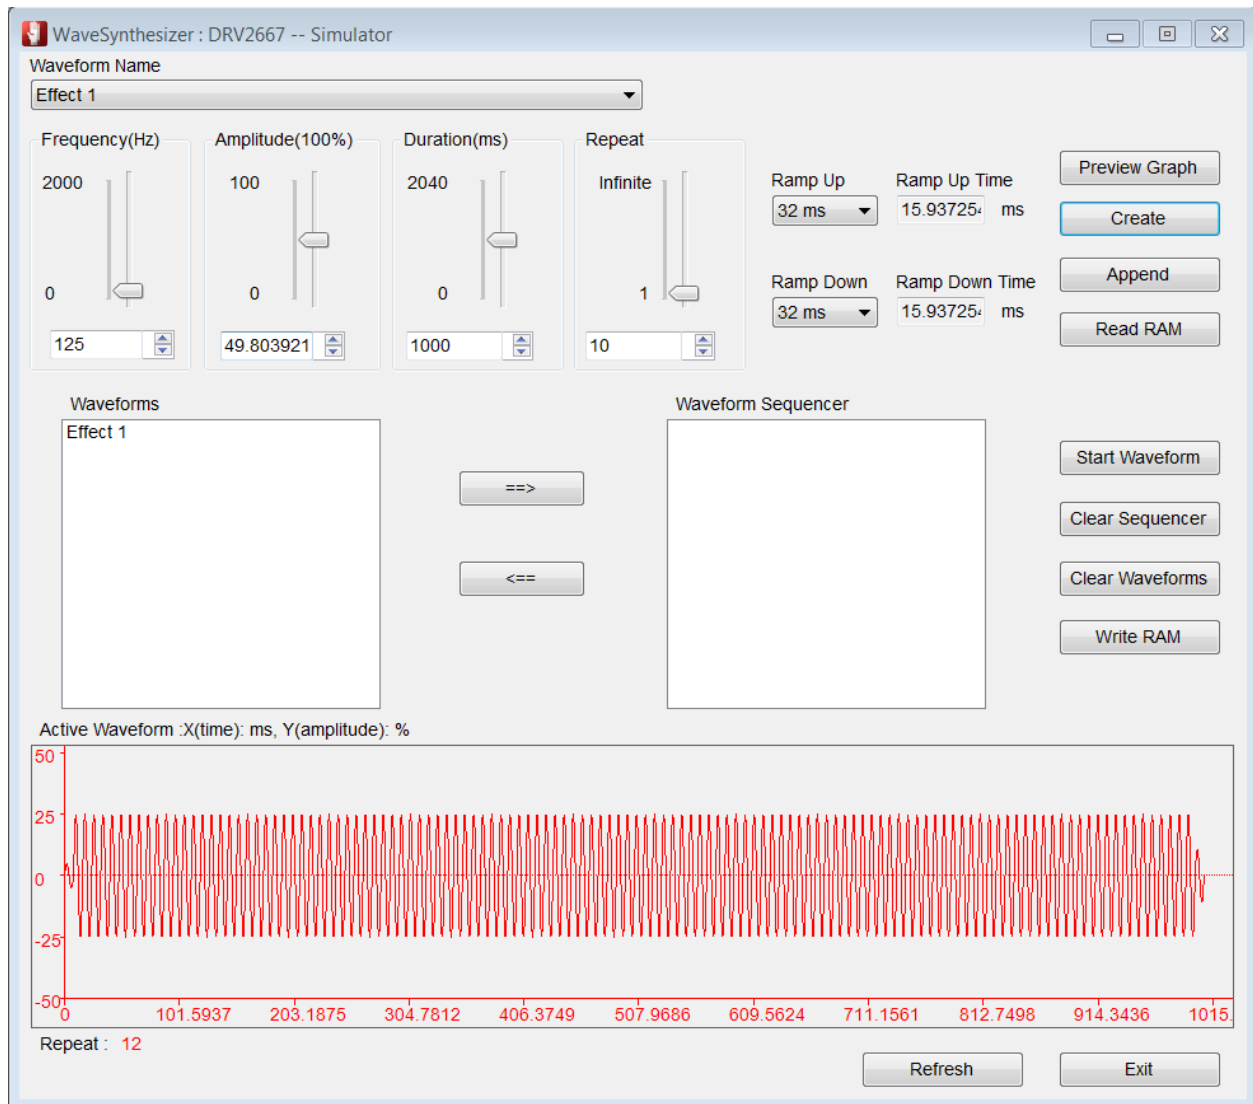 WaveSynthesizer : DRV2667 -- Simulator
Waveform Name
Effect 1
Frequency(Hz) Amplitude(100%) Duration(ms) Repeat
2000 100 2040 Infinite
0 0 0 1
125 49.803921 1000 10
Ramp Up Ramp Up Time
32 ms 15.937254 ms
Ramp Down Ramp Down Time
32 ms 15.937254 ms
Preview Graph
Create
Append
Read RAM
Waveforms Waveform Sequencer
Effect 1
==>
<==
Start Waveform
Clear Sequencer
Clear Waveforms
Write RAM
Active Waveform :X(time): ms, Y(amplitude): %
50
25
0
-25
-50
0 101.5937 203.1875 304.7812 406.3749 507.9686 609.5624 711.1561 812.7498 914.3436 1015.
Repeat : 12
Refresh Exit